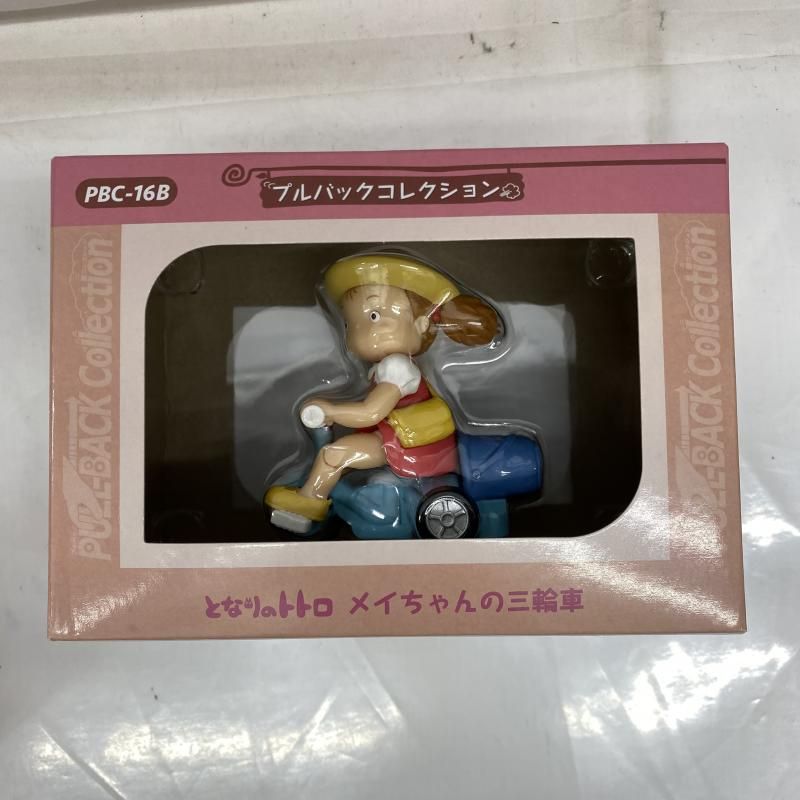 PBC-16B
プルバックコレクション
PULL-BACK Collection
PULL-BACK Collection
となりのトトロ メイちゃんの三輪車